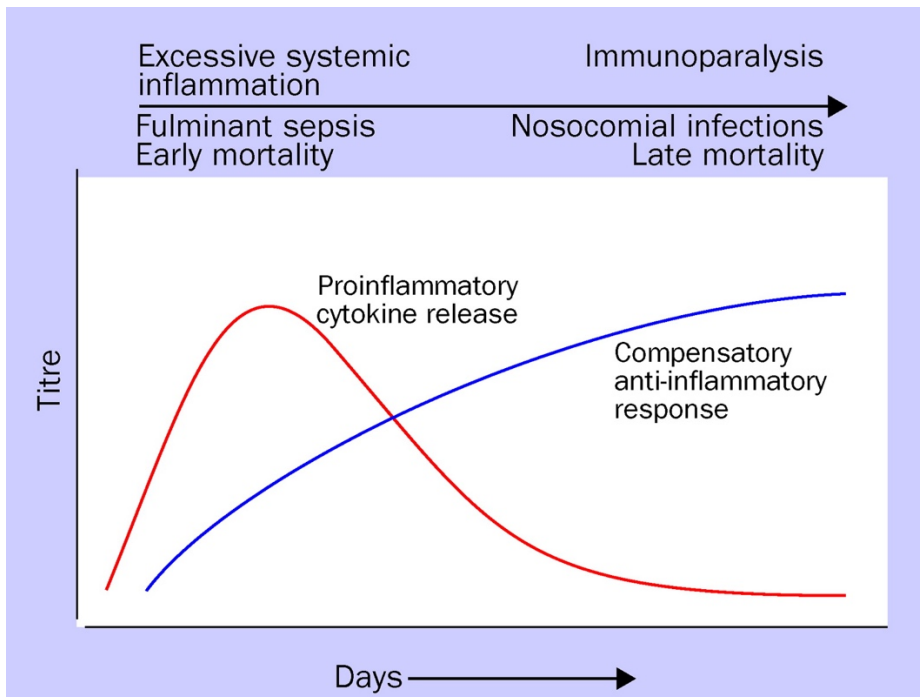 Excessive systemic
inflammation
Immunoparalysis
Fulminant sepsis
Early mortality
Nosocomial infections
Late mortality
Proinflammatory
cytokine release
Compensatory
anti-inflammatory
response
Titre
Days